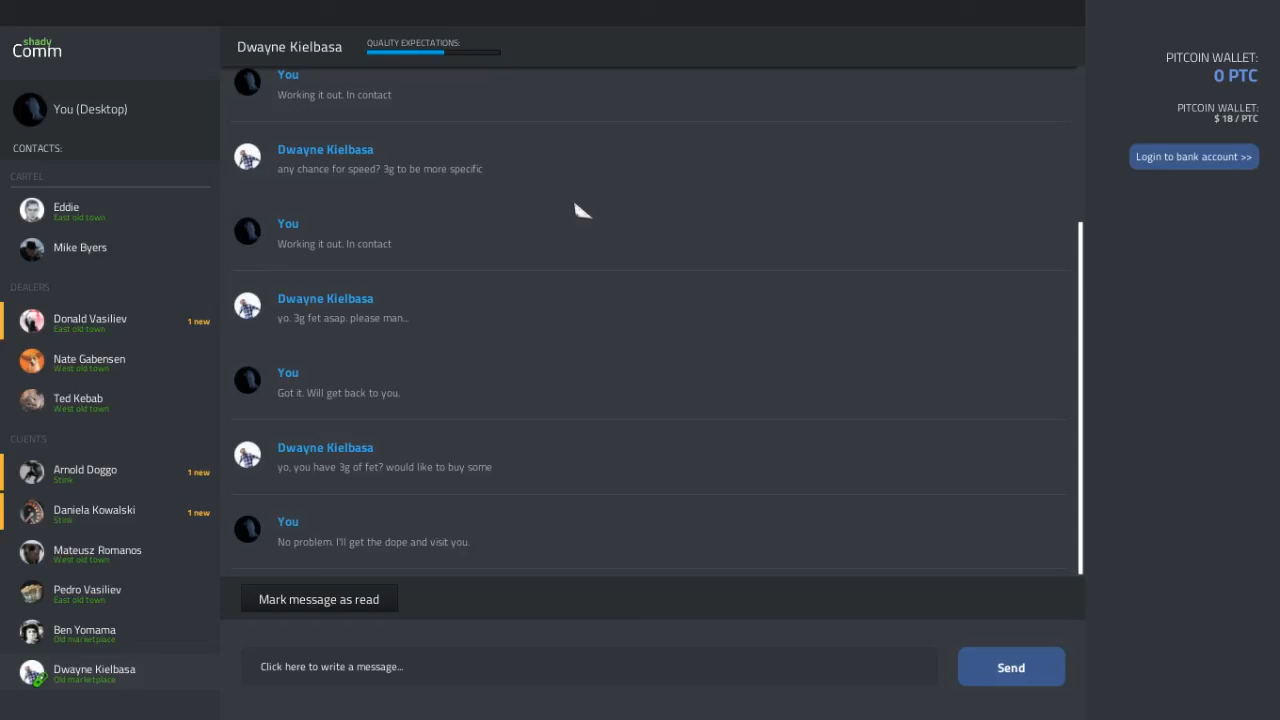 shady
Comm
You (Desktop)
CONTACTS:
CARTEL
Eddie
East old town
Mike Byers
DEALERS
Donald Vasiliev
East old town
1 new
Nate Gabensen
West old town
Ted Kebab
West old town
CLIENTS
Arnold Doggo
Stink
1 new
Daniela Kowalski
Stink
1 new
Mateusz Romanos
West old town
Pedro Vasiliev
East old town
Ben Yomama
Old marketplace
Dwayne Kielbasa
Old marketplace
Dwayne Kielbasa
QUALITY EXPECTATIONS:
You
Working it out. In contact
Dwayne Kielbasa
any chance for speed? 3g to be more specific
You
Working it out. In contact
Dwayne Kielbasa
yo. 3g fet asap. please man...
You
Got it. Will get back to you.
Dwayne Kielbasa
yo, you have 3g of fet? would like to buy some
You
No problem. I'll get the dope and visit you.
Mark message as read
Click here to write a message...
Send
PITCOIN WALLET:
0 PTC
PITCOIN WALLET:
$ 18 / PTC
Login to bank account >>